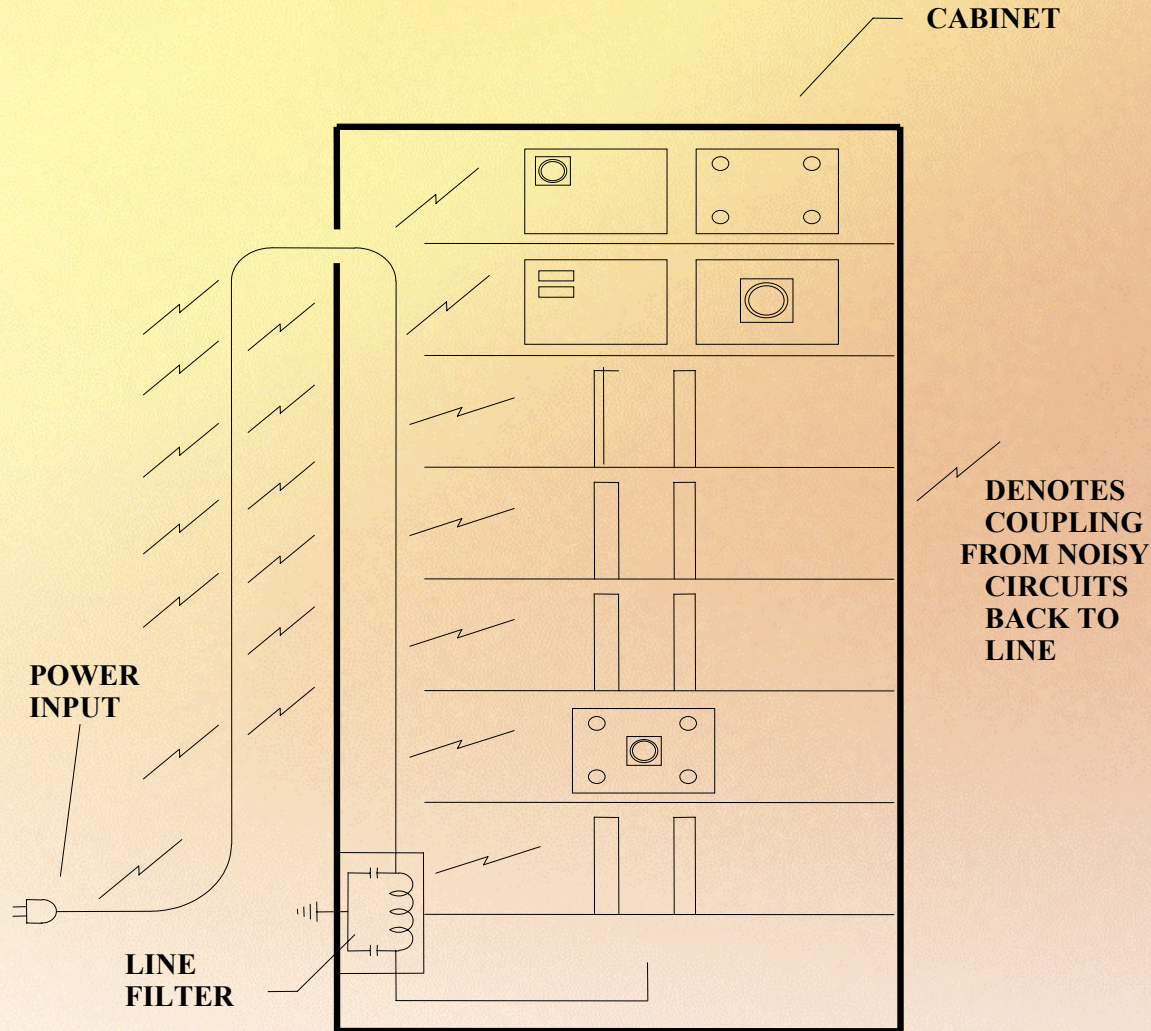 CABINET
DENOTES
COUPLING
FROM NOISY
CIRCUITS
BACK TO
LINE
POWER
INPUT
LINE
FILTER